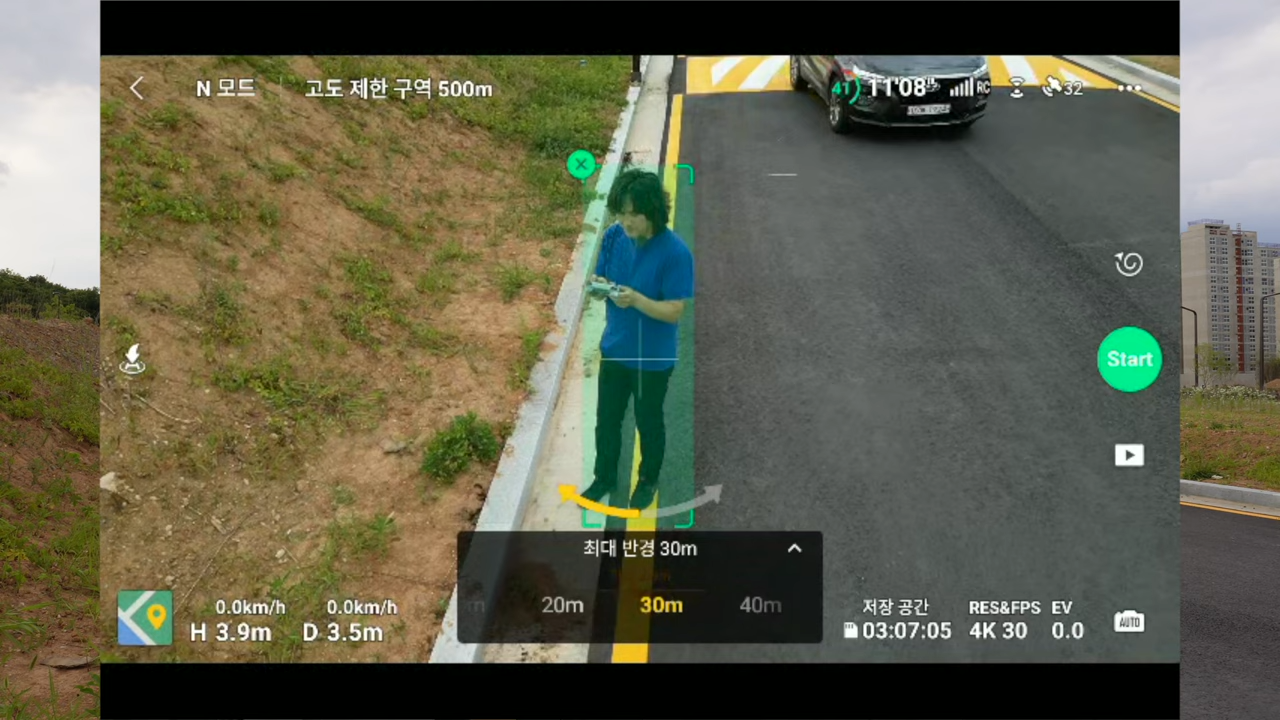 N 모드
고도 제한 구역 500m
41
11'08"
RC
32
Start
최대 반경 30m
20m
30m
40m
0.0km/h
0.0km/h
H 3.9m
D 3.5m
저장 공간
03:07:05
RES&FPS
4K 30
EV
0.0
AUTO